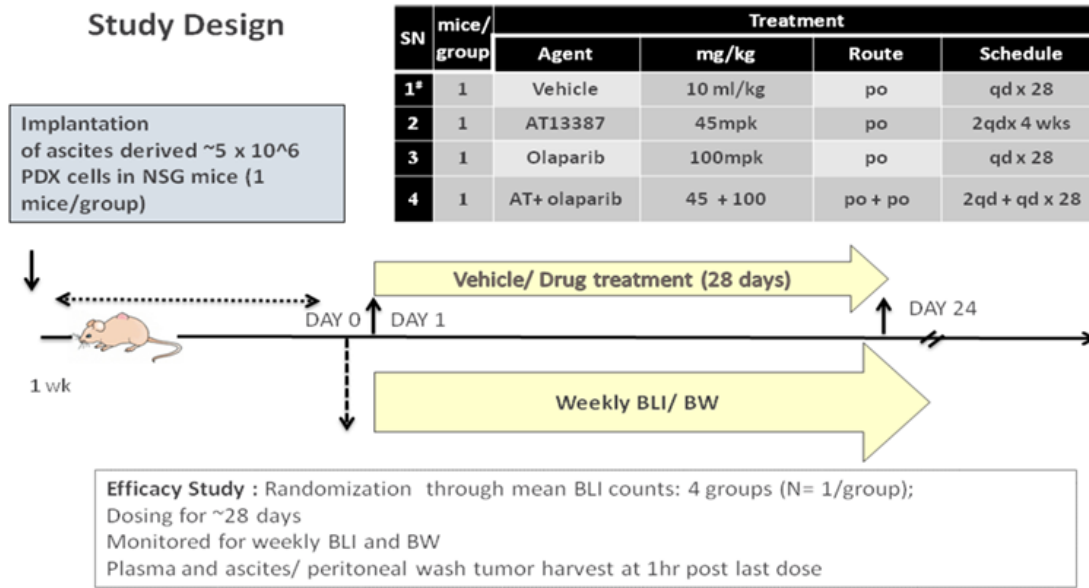 Study Design
SN mice/ group Treatment
Agent mg/kg Route Schedule
1# 1 Vehicle 10 ml/kg po qd x 28
2 1 AT13387 45mpk po 2qdx 4 wks
3 1 Olaparib 100mpk po qd x 28
4 1 AT+ olaparib 45 + 100 po + po 2qd + qd x 28
Implantation
of ascites derived ~5 x 10^6
PDX cells in NSG mice (1
mice/group)
Vehicle/ Drug treatment (28 days)
DAY 0 DAY 1 DAY 24
1 wk
Weekly BLI/ BW
Efficacy Study : Randomization through mean BLI counts: 4 groups (N= 1/group);
Dosing for ~28 days
Monitored for weekly BLI and BW
Plasma and ascites/ peritoneal wash tumor harvest at 1hr post last dose